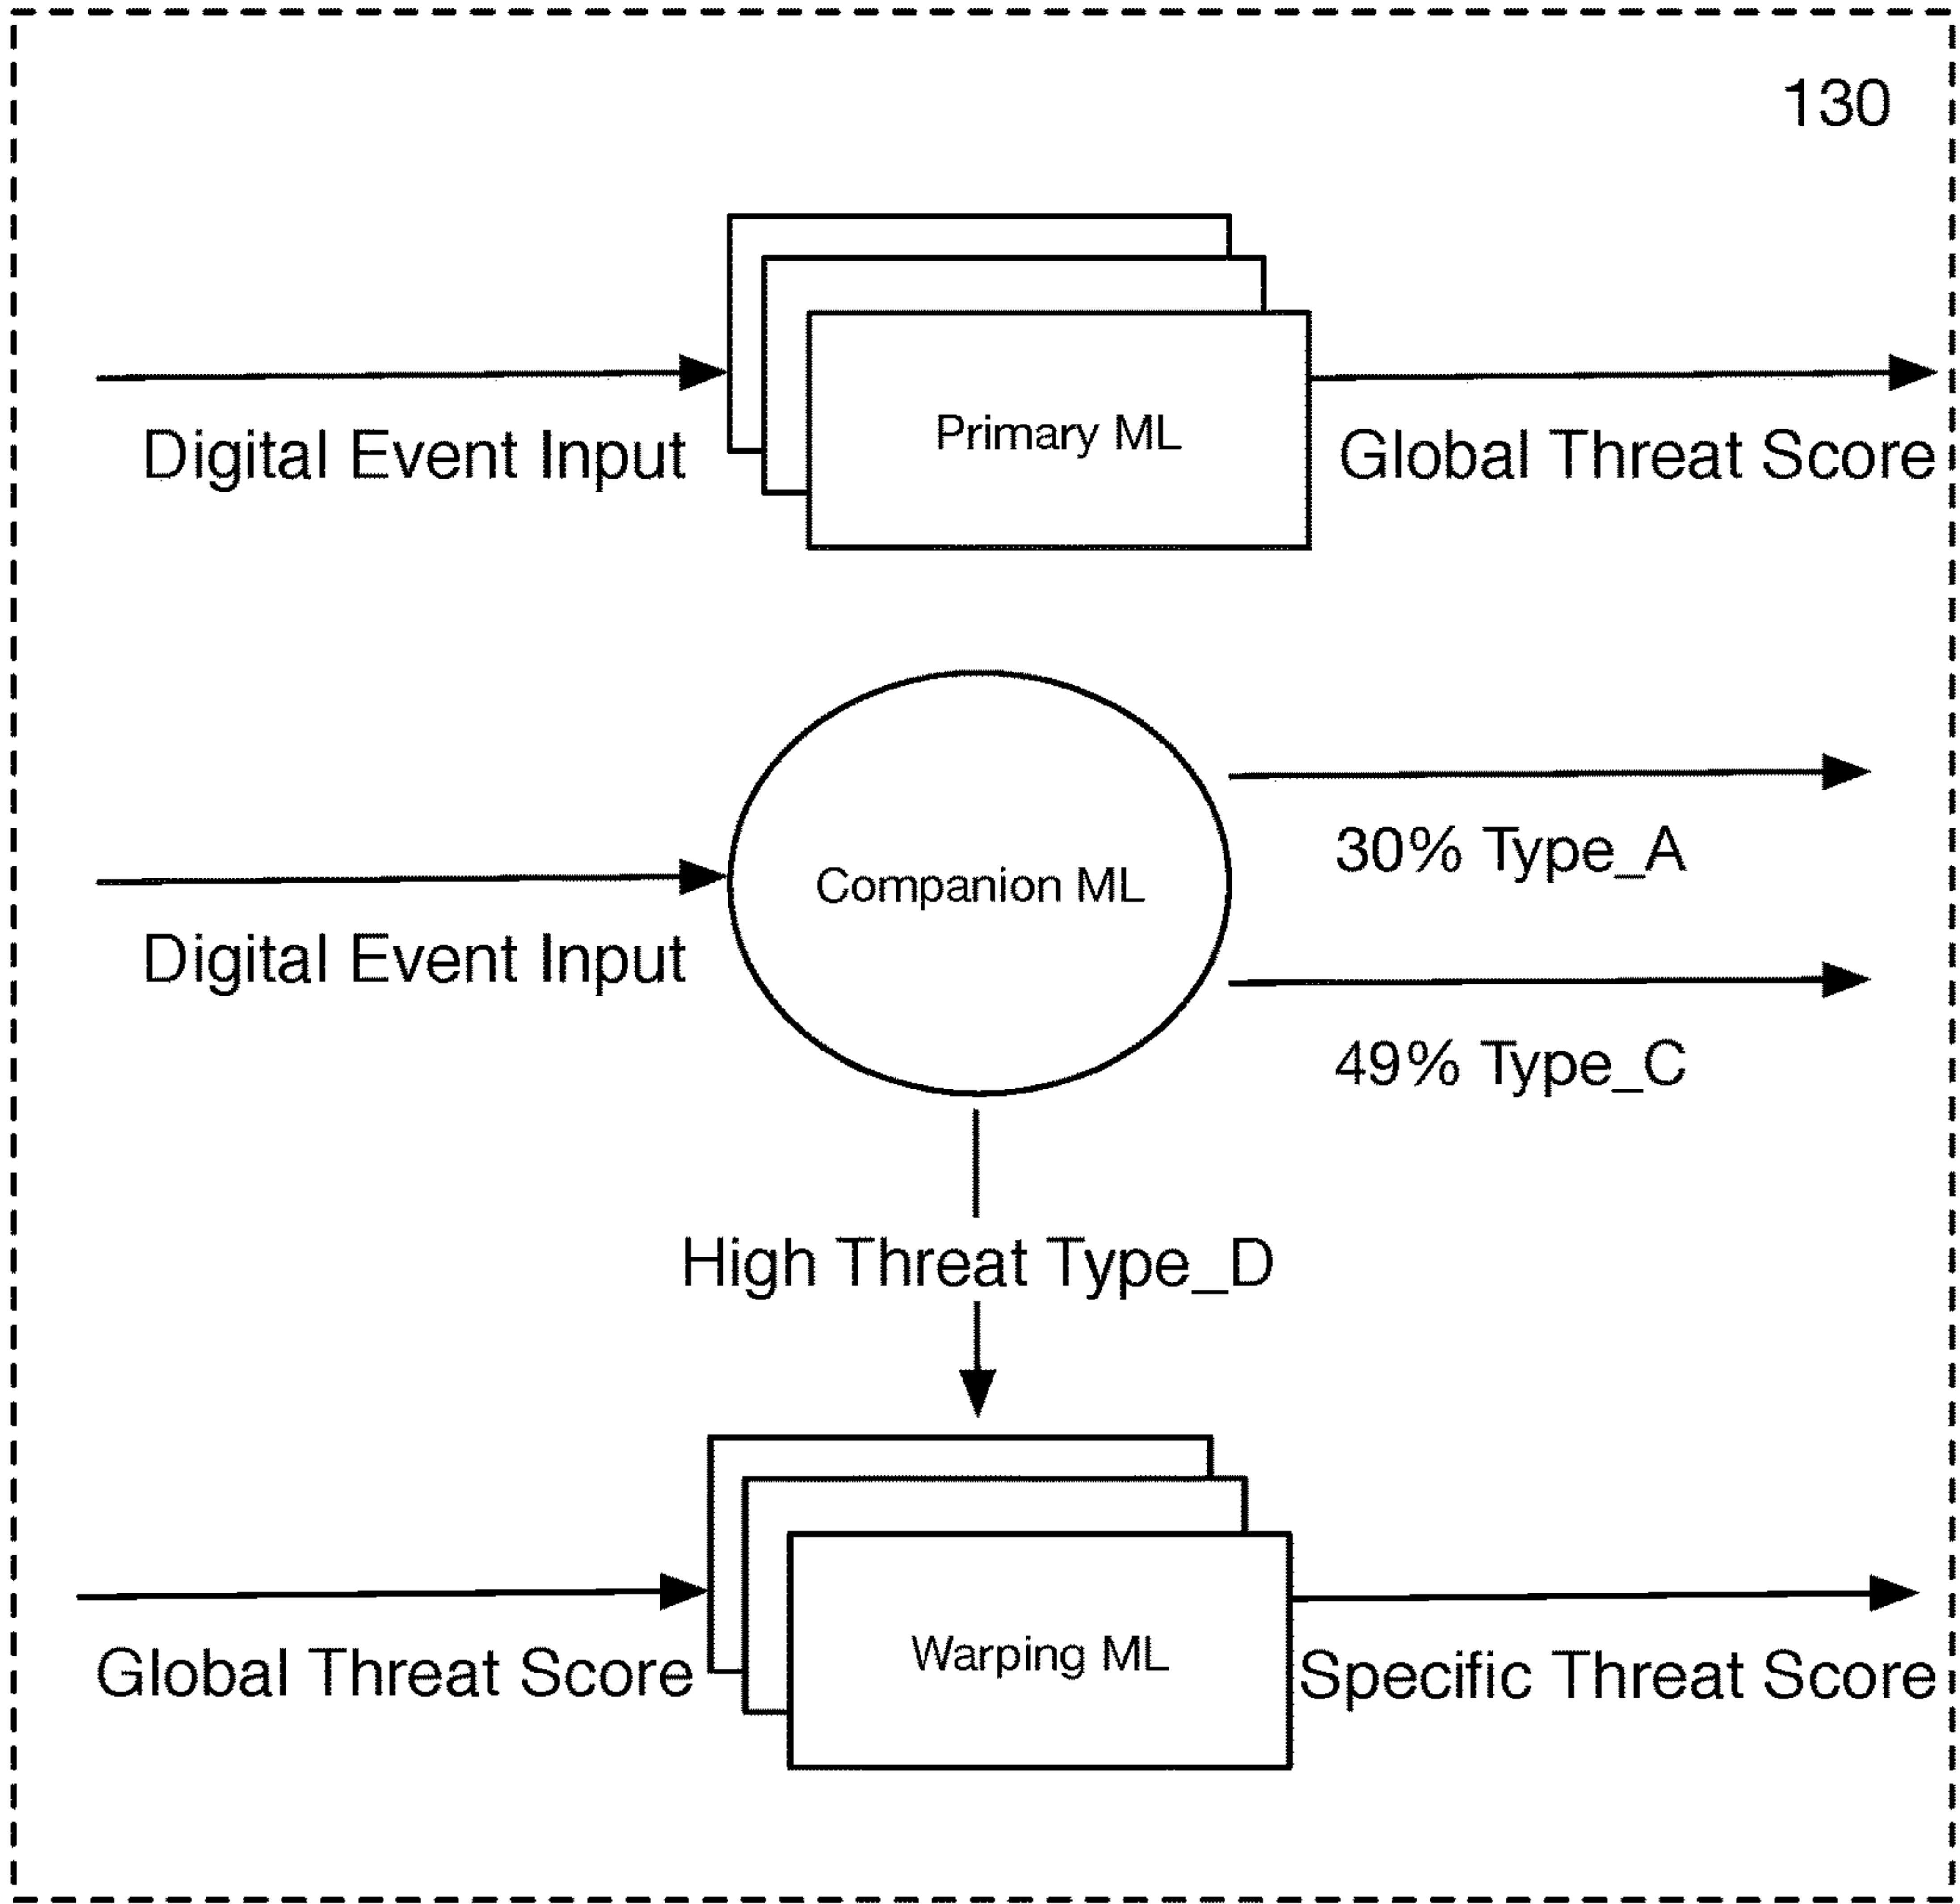 130
Primary ML
Digital Event Input
Global Threat Score
30% Type_A
Companion ML
Digital Event Input
49% Type_C
High Threat Type_D
Warping ML
Global Threat Score
Specific Threat Score